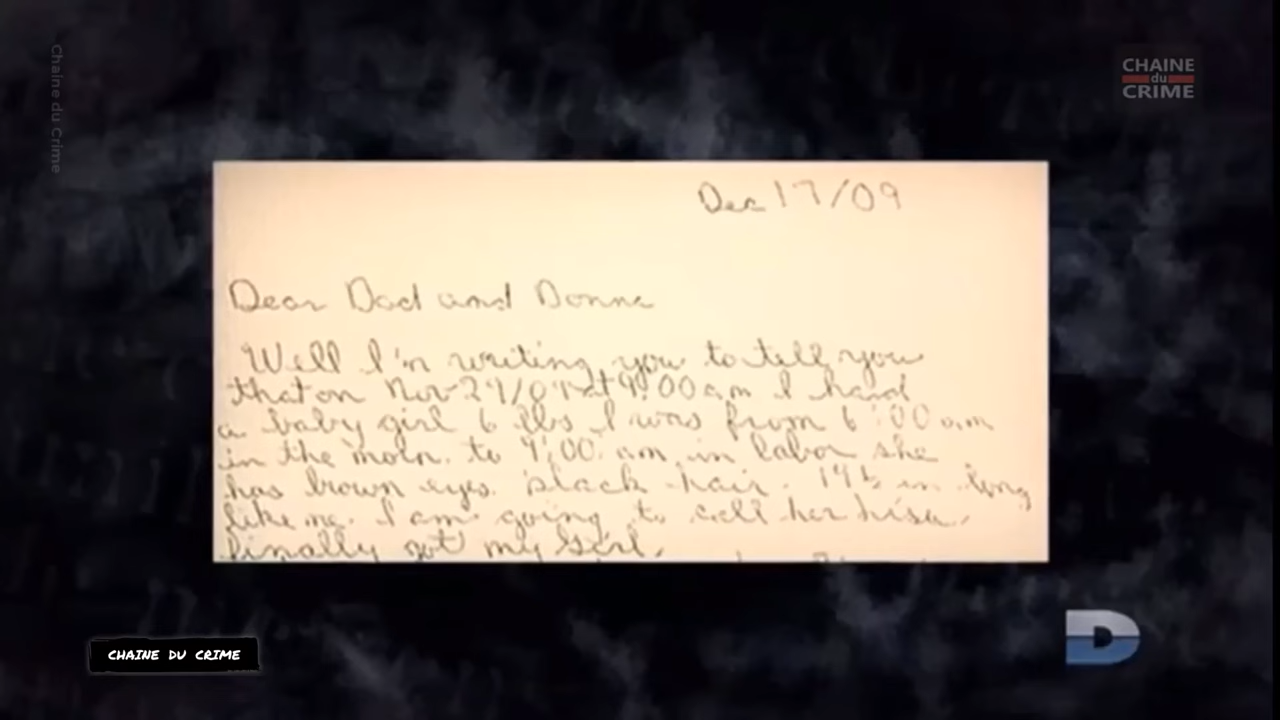 Chaine du Crime
CHAINE
du
CRIME
Dec 17/09
Dear Dad and Donna
Well I'm writing you to tell you
that on Nov 29/09 at 9:00 am I had
a baby girl 6 lbs I was from 6:00 am
in the morn. to 9:00 am in labor she
has brown eyes. black hair. 19½ in long
like me. I am going to call her Lisa.
finally got my girl.
CHAINE DU CRIME
D